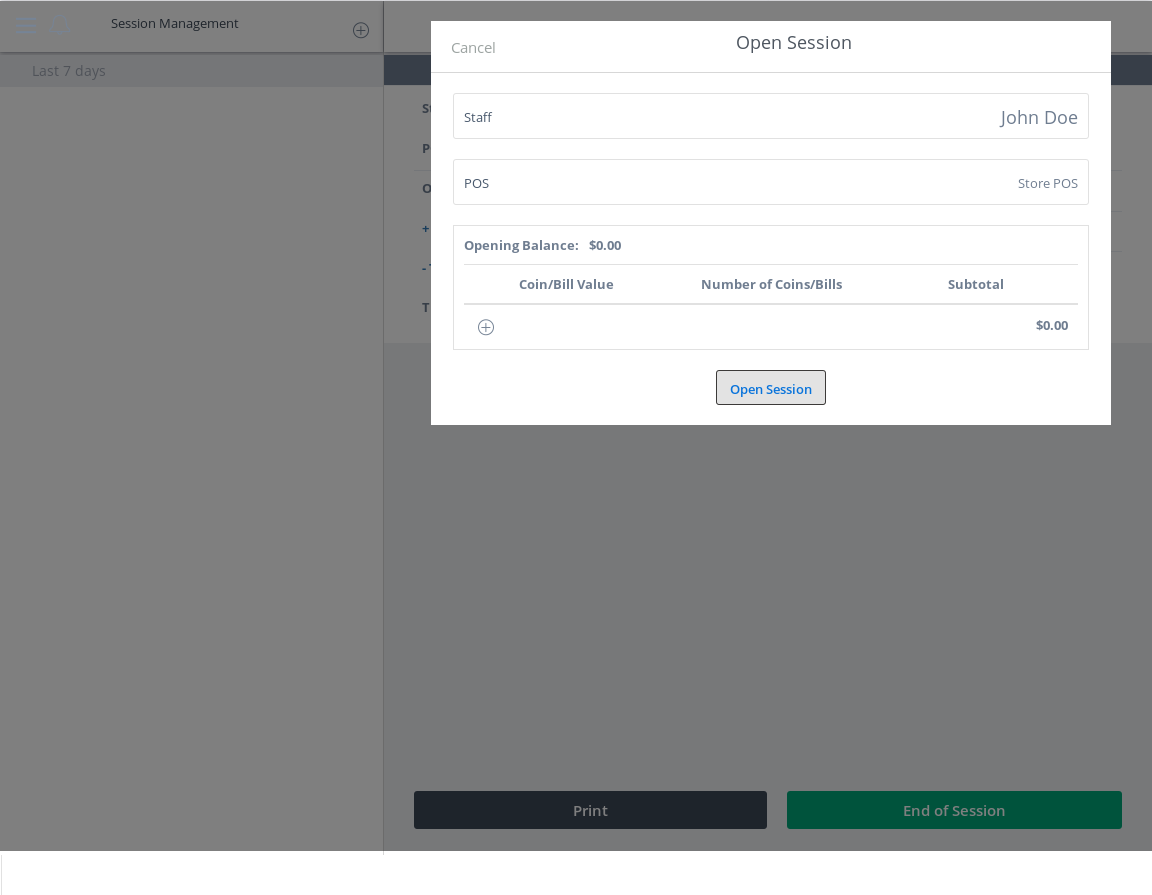 Session Management
Last 7 days
Cancel
Open Session
Staff
John Doe
POS
Store POS
Opening Balance: $0.00
Coin/Bill Value Number of Coins/Bills Subtotal
$0.00
Open Session
Print
End of Session